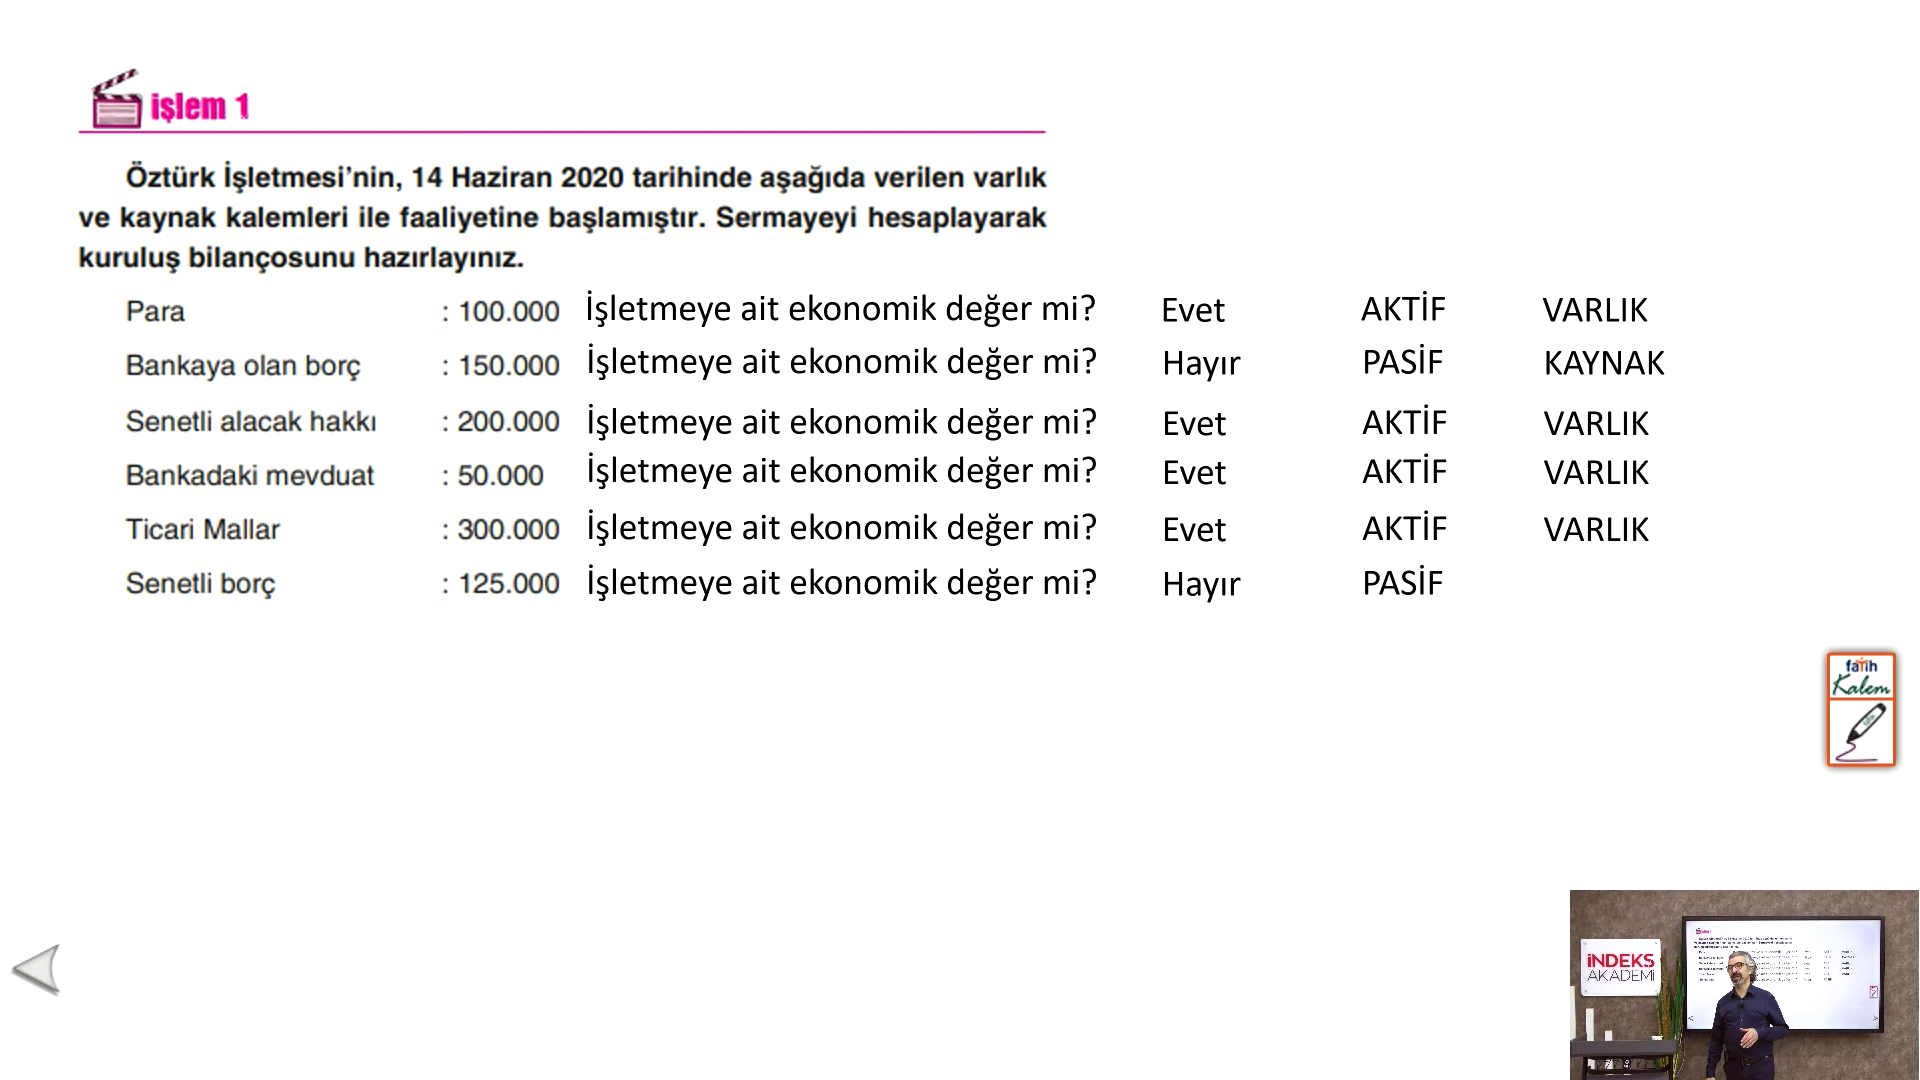 işlem 1
Öztürk İşletmesi’nin, 14 Haziran 2020 tarihinde aşağıda verilen varlık
ve kaynak kalemleri ile faaliyetine başlamıştır. Sermayeyi hesaplayarak
kuruluş bilançosunu hazırlayınız.
Para : 100.000 İşletmeye ait ekonomik değer mi? Evet AKTİF VARLIK
Bankaya olan borç : 150.000 İşletmeye ait ekonomik değer mi? Hayır PASİF KAYNAK
Senetli alacak hakkı : 200.000 İşletmeye ait ekonomik değer mi? Evet AKTİF VARLIK
Bankadaki mevduat : 50.000 İşletmeye ait ekonomik değer mi? Evet AKTİF VARLIK
Ticari Mallar : 300.000 İşletmeye ait ekonomik değer mi? Evet AKTİF VARLIK
Senetli borç : 125.000 İşletmeye ait ekonomik değer mi? Hayır PASİF
fatih
Kalem
İNDEKS
AKADEMİ